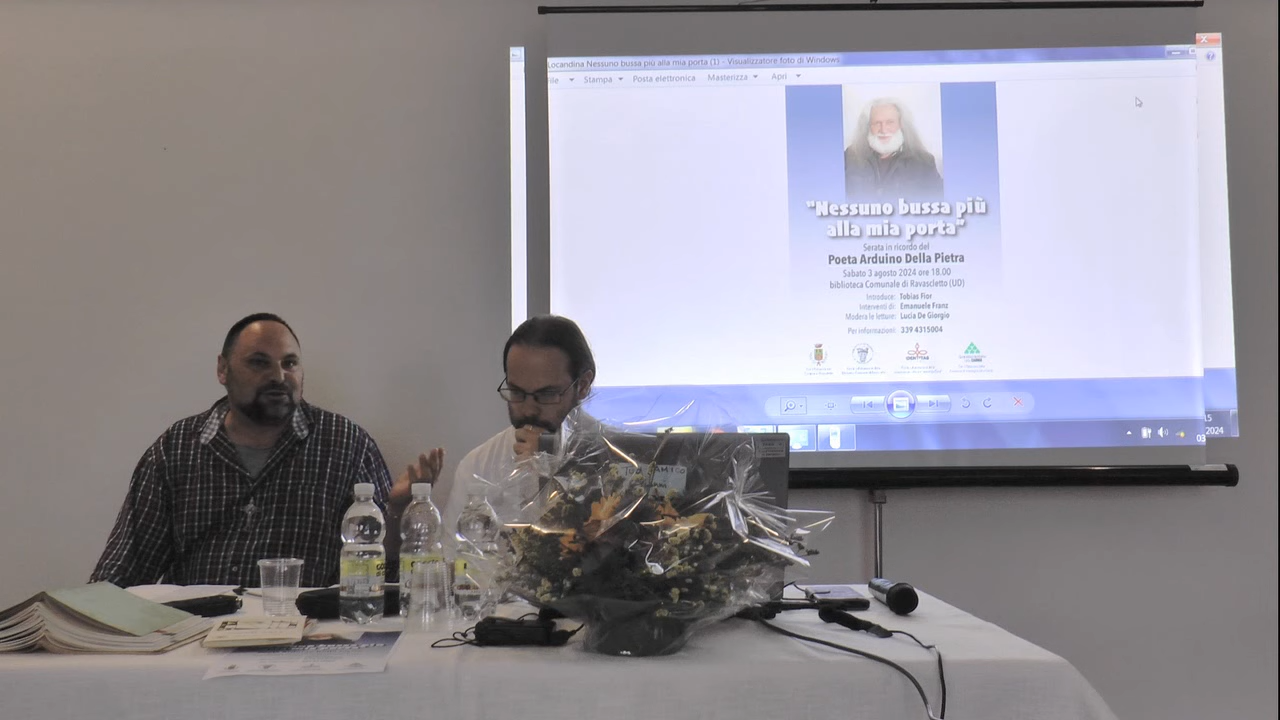 Locandina Nessuno bussa più alla mia porta (1) - Visualizzatore foto di Windows
File Stampa Posta elettronica Masterizza Apri
"Nessuno bussa più
alla mia porta"
Serata in ricordo del
Poeta Arduino Della Pietra
Sabato 3 agosto 2024 ore 18.00
biblioteca Comunale di Ravascletto (UD)
Introduce: Tobias Fior
Interventi di: Emanuele Franz
Modera le letture: Lucia De Giorgio
Per informazioni: 339 4315004